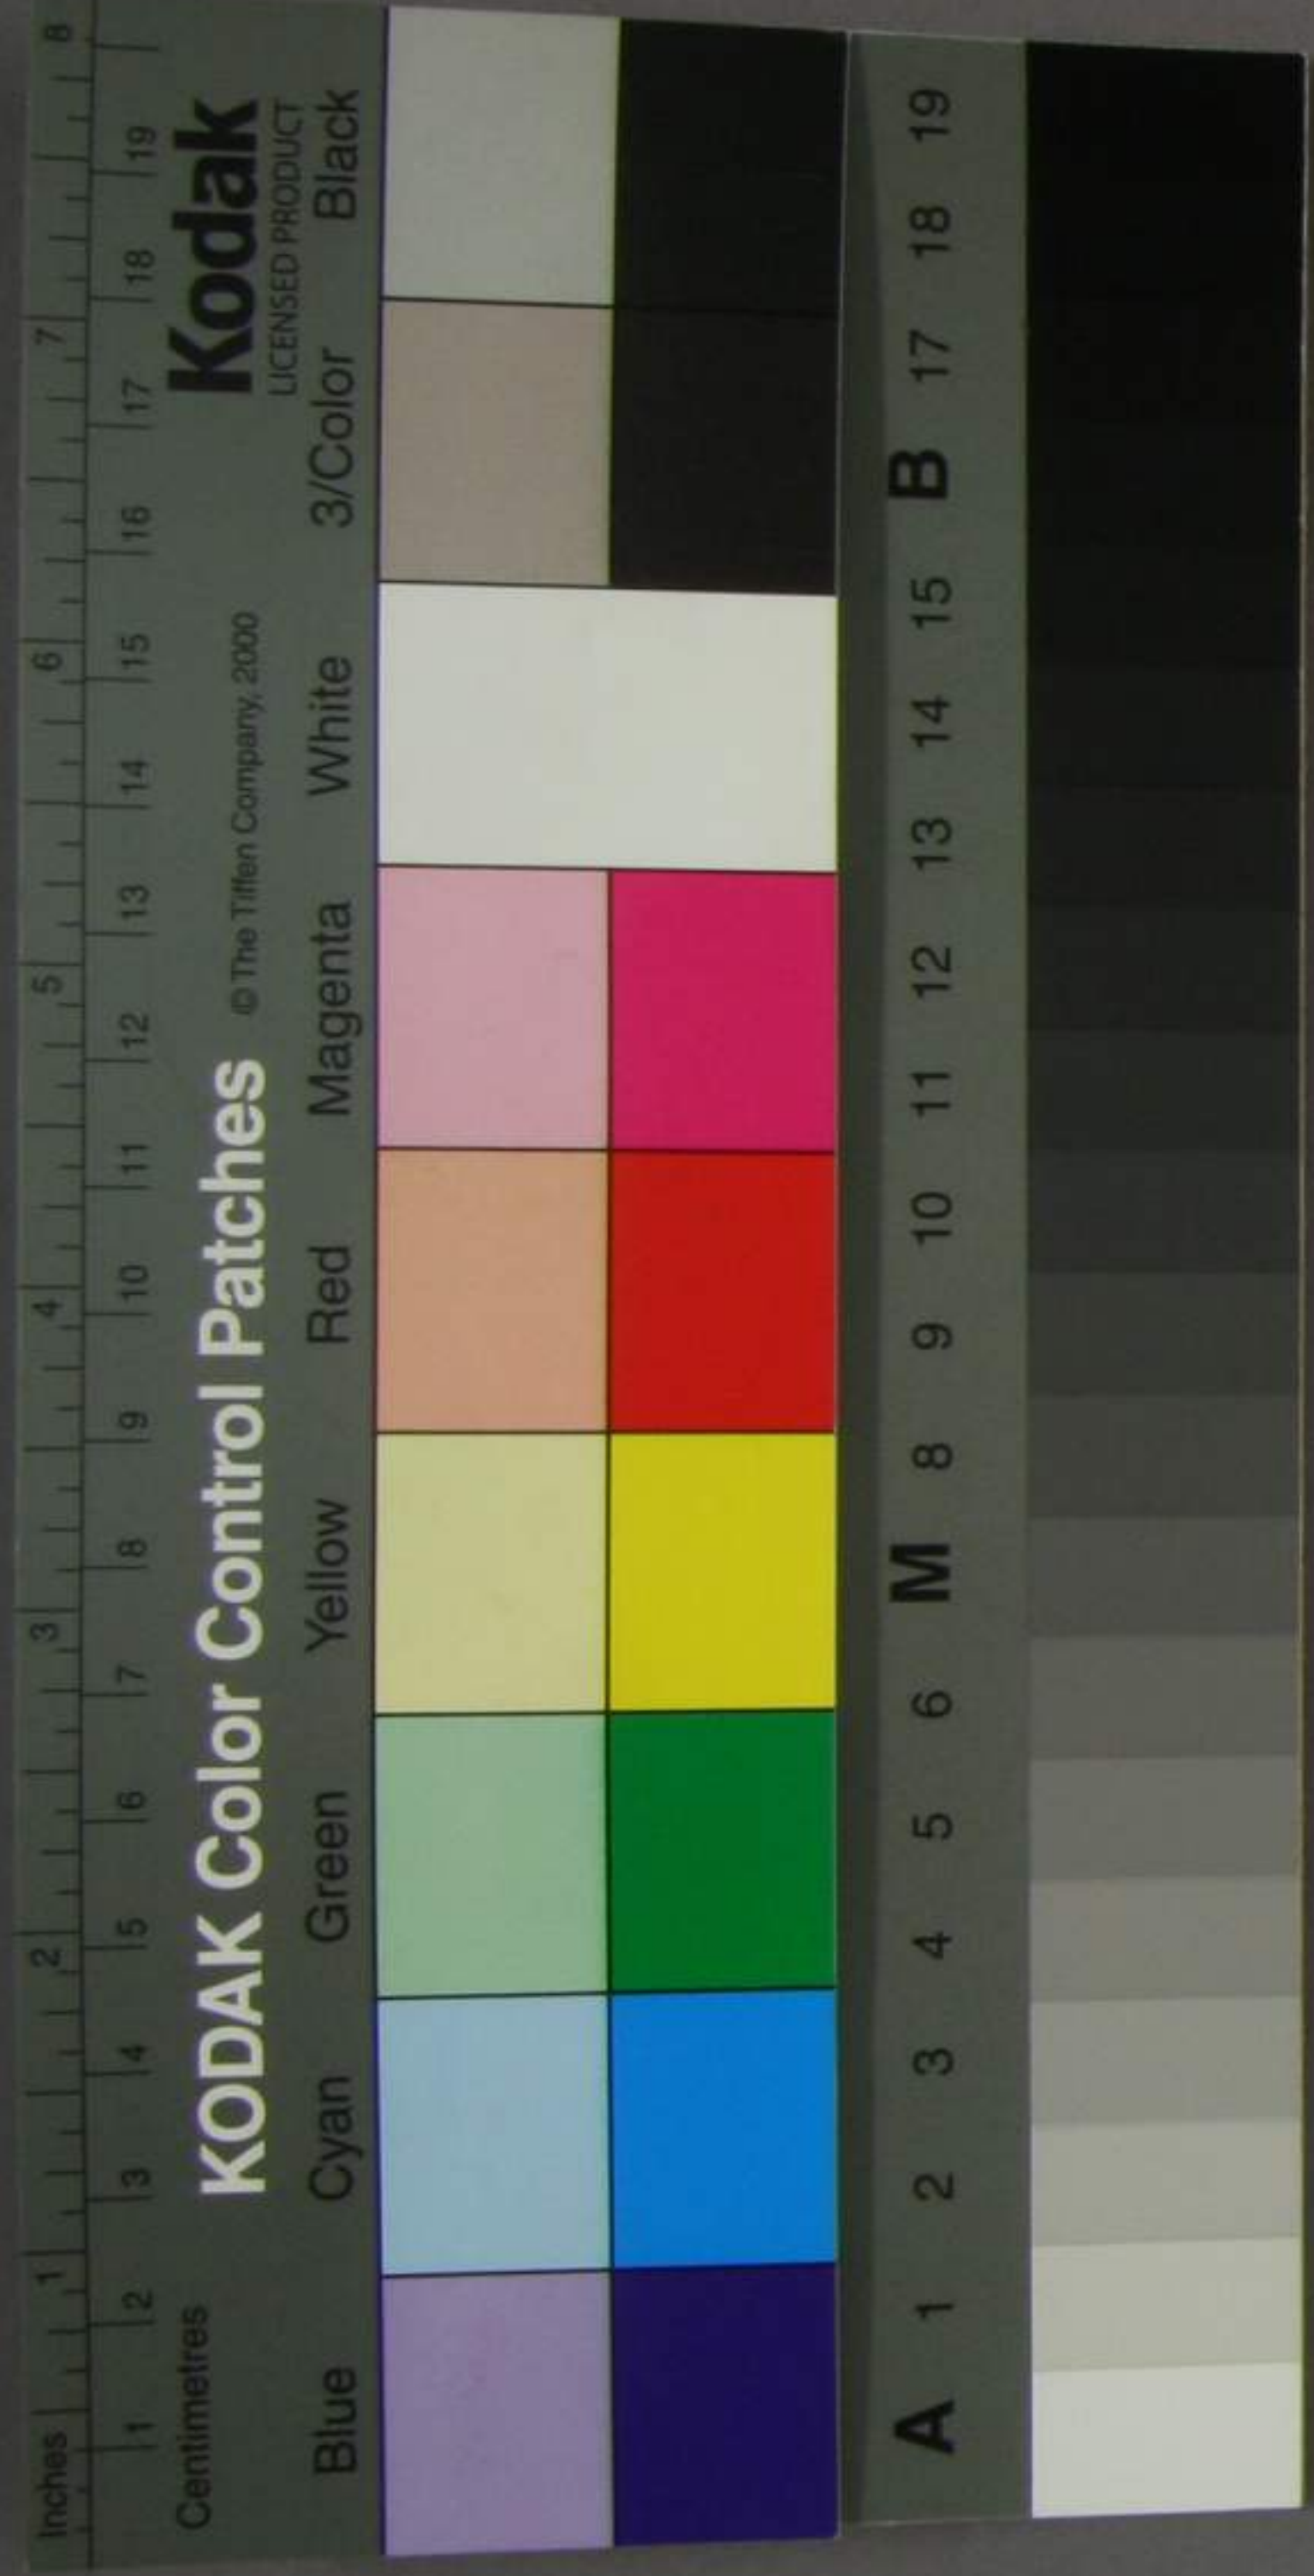 Inches 1 2 3 4 5 6 7 8
1 2 3 4 5 6 7 8 9 10 11 12 13 14 15 16 17 18 19
Centimetres
KODAK Color Control Patches © The Tiffen Company, 2000 Kodak
LICENSED PRODUCT
Blue Cyan Green Yellow Red Magenta White 3/Color Black
A 1 2 3 4 5 6 M 8 9 10 11 12 13 14 15 B 17 18 19